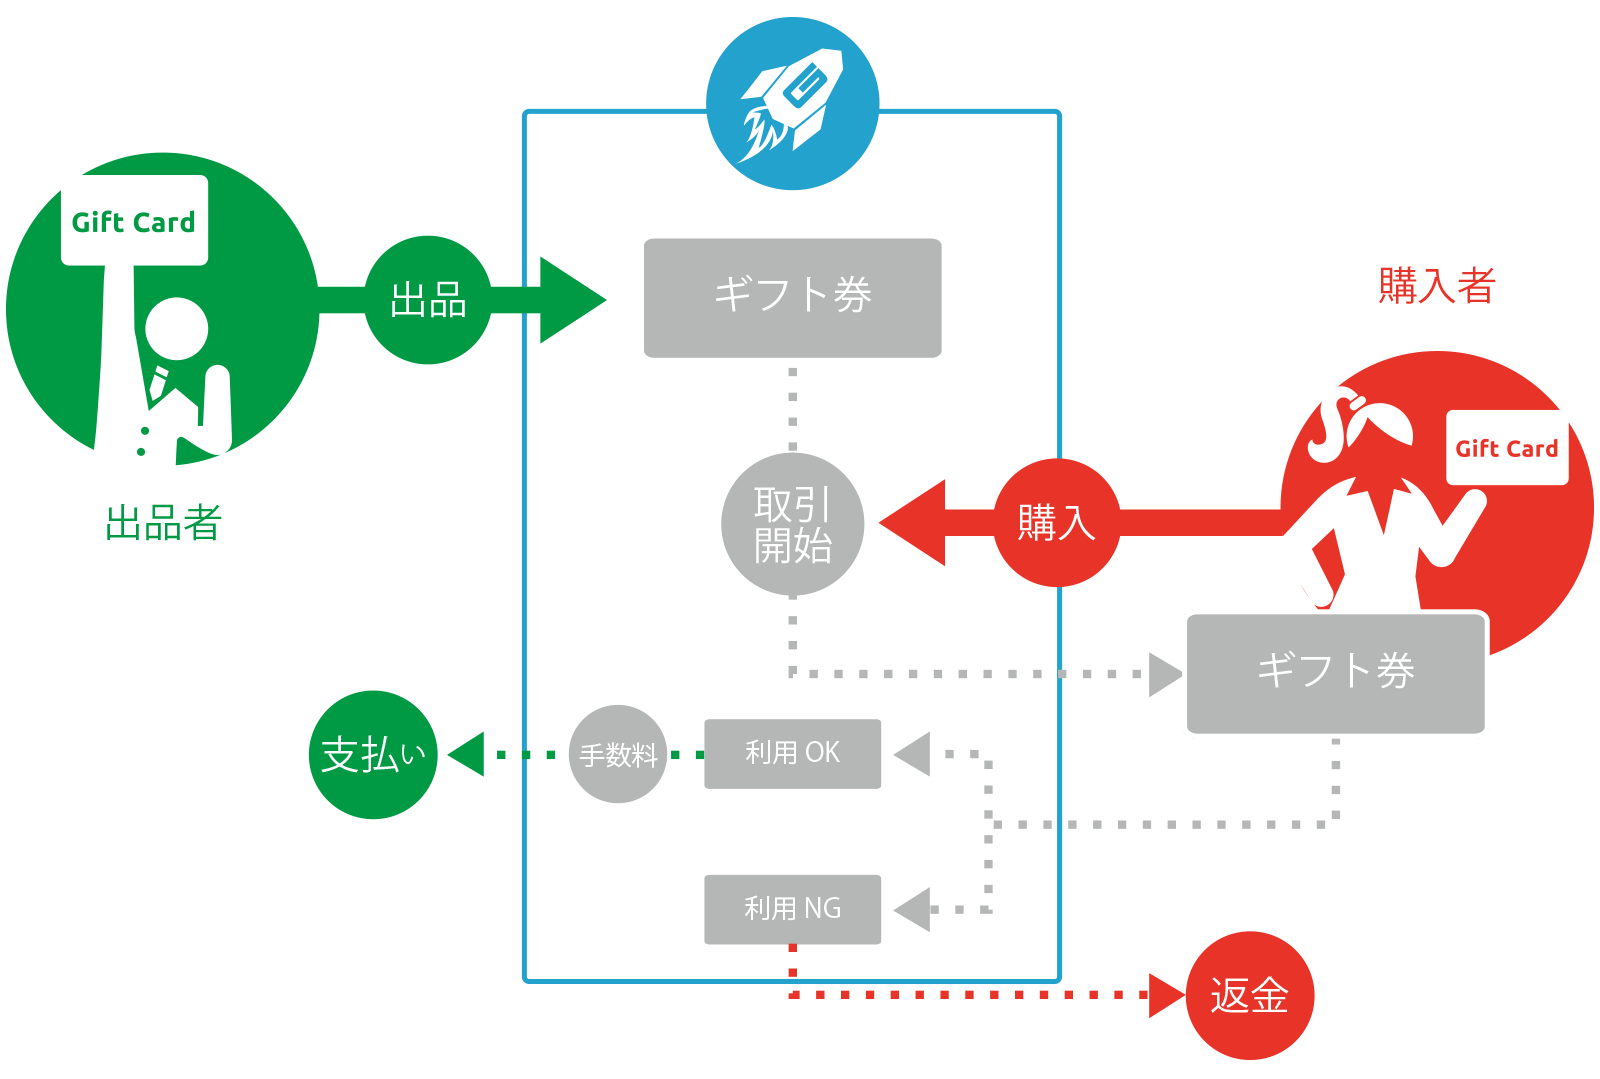 Gift Card
出品
ギフト券
購入者
Gift Card
取引
開始
購入
出品者
ギフト券
支払い
手数料
利用 OK
利用 NG
返金